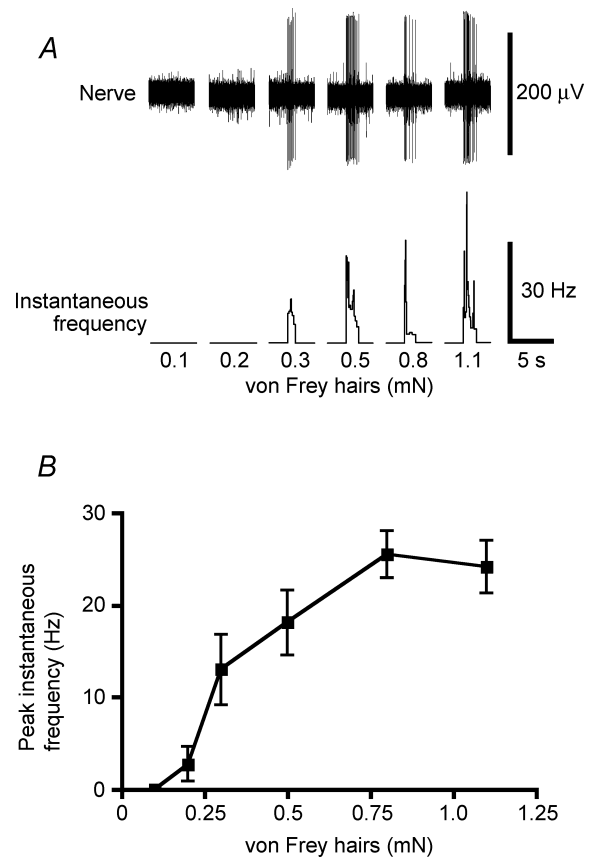 A
Nerve
200 μV
Instantaneous
frequency
30 Hz
0.1 0.2 0.3 0.5 0.8 1.1 5 s
von Frey hairs (mN)
B
Peak instantaneous
frequency (Hz)
30
20
10
0
0 0.25 0.5 0.75 1.0 1.25
von Frey hairs (mN)